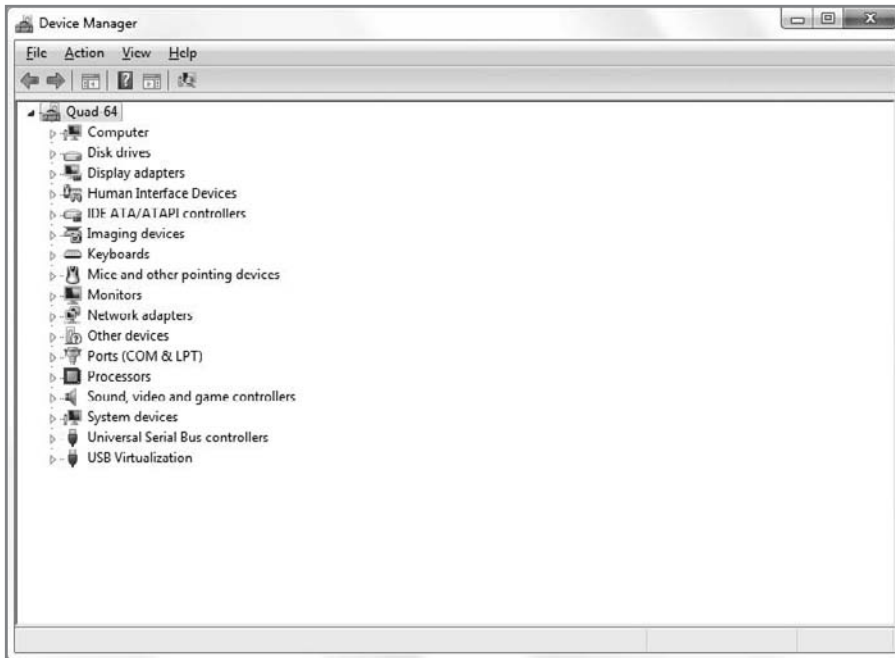 Device Manager
File Action View Help
Quad-64
Computer
Disk drives
Display adapters
Human Interface Devices
IDE ATA/ATAPI controllers
Imaging devices
Keyboards
Mice and other pointing devices
Monitors
Network adapters
Other devices
Ports (COM & LPT)
Processors
Sound, video and game controllers
System devices
Universal Serial Bus controllers
USB Virtualization